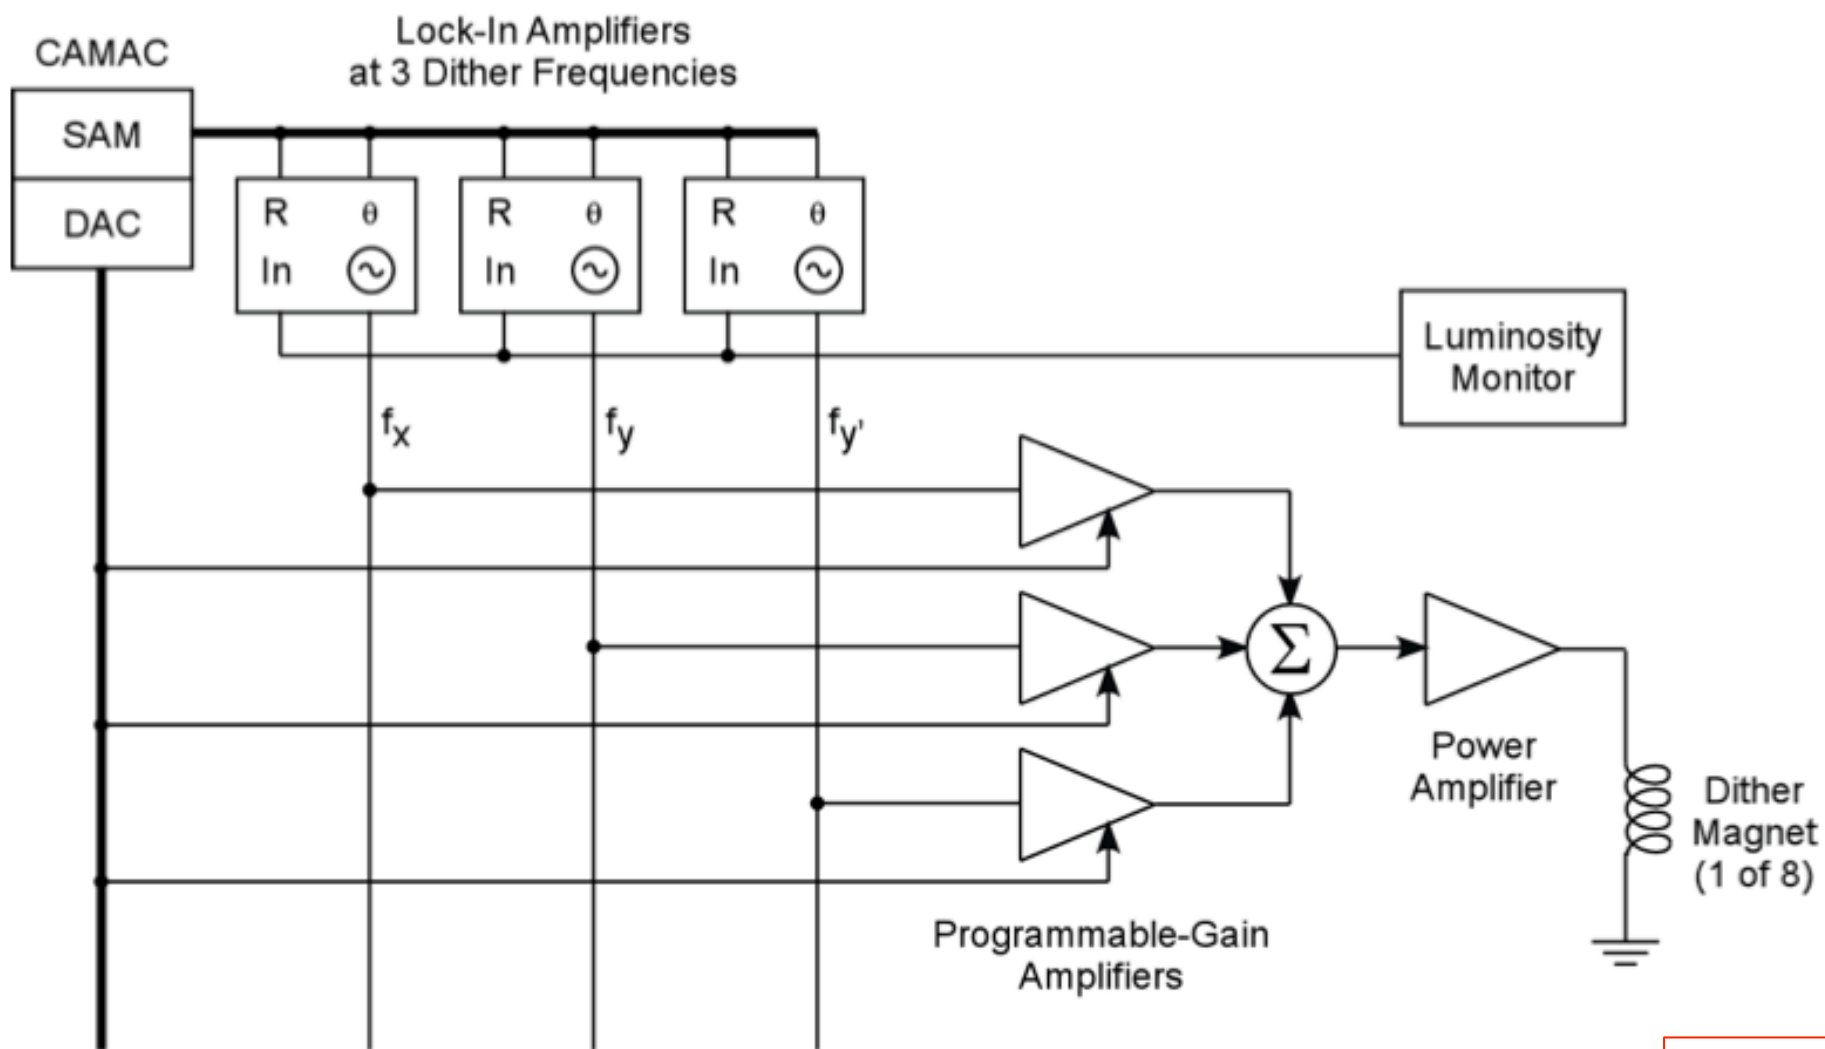 Lock-In Amplifiers
at 3 Dither Frequencies
CAMAC
SAM
DAC
R θ
In
R θ
In
R θ
In
Luminosity
Monitor
fx
fy
fy'
Σ
Power
Amplifier
Dither
Magnet
(1 of 8)
Programmable-Gain
Amplifiers